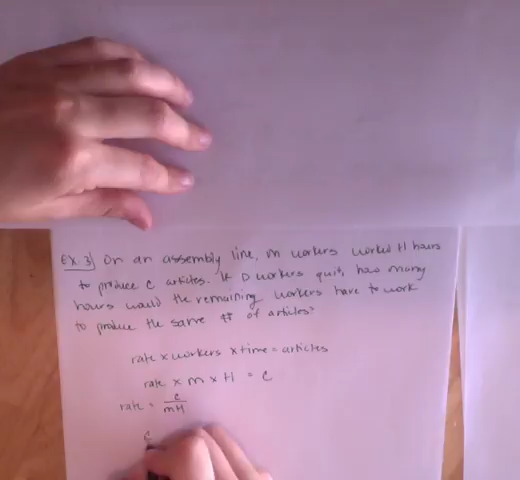 Ex. 3) On an assembly line, m workers worked H hours
to produce c articles. If D workers quit, how many
hours would the remaining workers have to work
to produce the same # of articles?
rate × workers × time = articles
rate × m × H = c
rate = c/mH
c